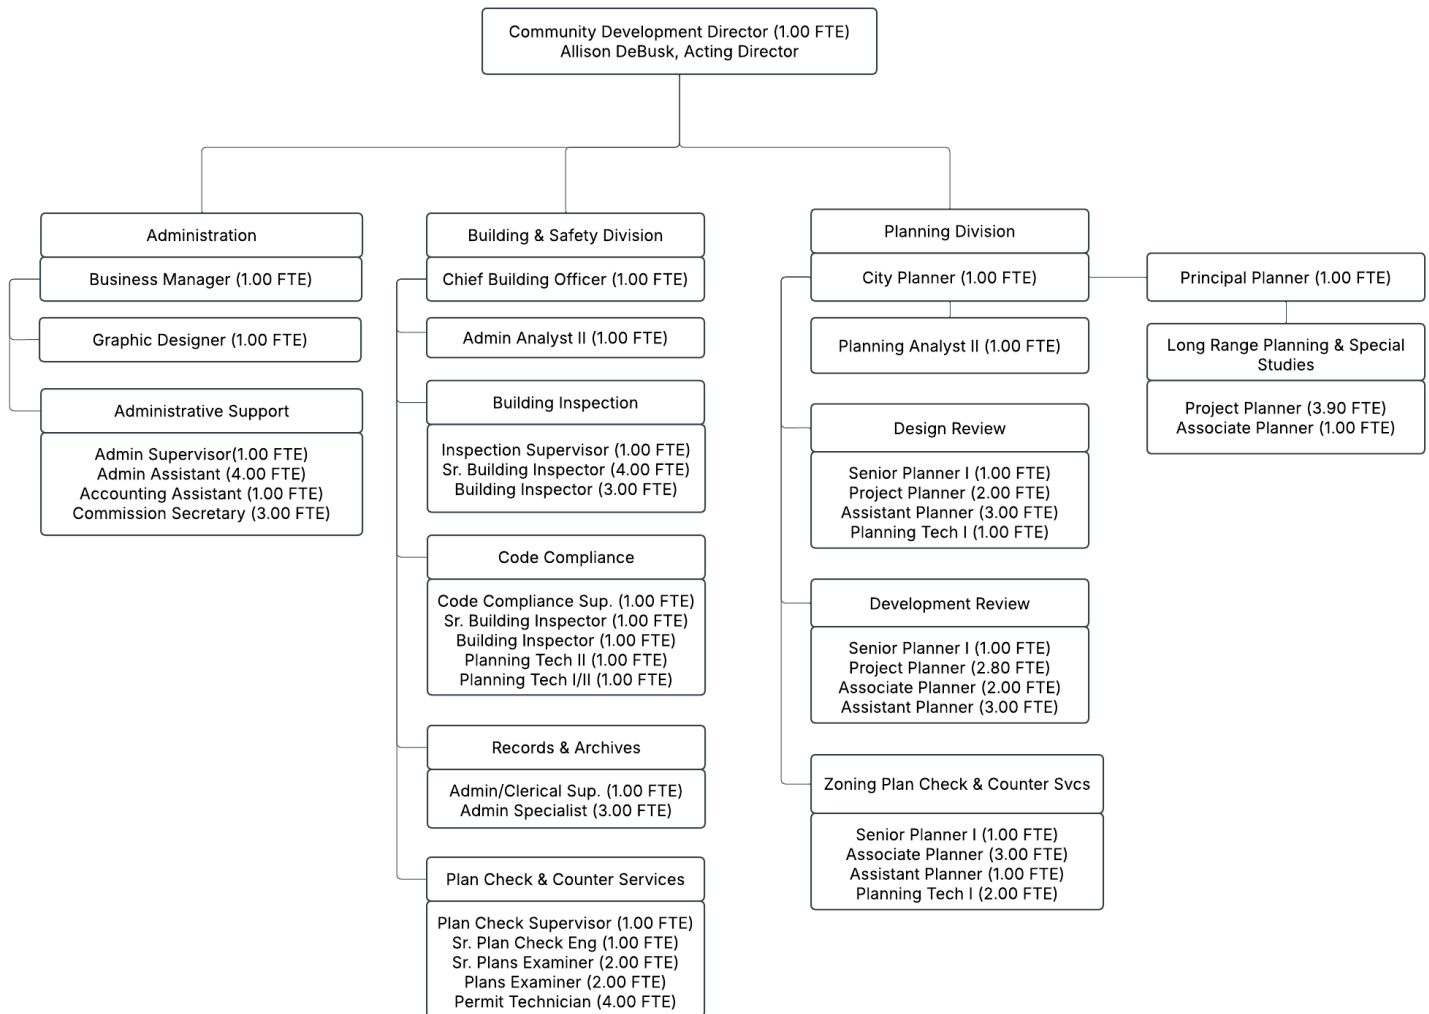 Community Development Director (1.00 FTE)
Allison DeBusk, Acting Director
Administration
Business Manager (1.00 FTE)
Graphic Designer (1.00 FTE)
Administrative Support
Admin Supervisor(1.00 FTE)
Admin Assistant (4.00 FTE)
Accounting Assistant (1.00 FTE)
Commission Secretary (3.00 FTE)
Building & Safety Division
Chief Building Officer (1.00 FTE)
Admin Analyst II (1.00 FTE)
Building Inspection
Inspection Supervisor (1.00 FTE)
Sr. Building Inspector (4.00 FTE)
Building Inspector (3.00 FTE)
Code Compliance
Code Compliance Sup. (1.00 FTE)
Sr. Building Inspector (1.00 FTE)
Building Inspector (1.00 FTE)
Planning Tech II (1.00 FTE)
Planning Tech I/II (1.00 FTE)
Records & Archives
Admin/Clerical Sup. (1.00 FTE)
Admin Specialist (3.00 FTE)
Plan Check & Counter Services
Plan Check Supervisor (1.00 FTE)
Sr. Plan Check Eng (1.00 FTE)
Sr. Plans Examiner (2.00 FTE)
Plans Examiner (2.00 FTE)
Permit Technician (4.00 FTE)
Planning Division
City Planner (1.00 FTE)
Planning Analyst II (1.00 FTE)
Design Review
Senior Planner I (1.00 FTE)
Project Planner (2.00 FTE)
Assistant Planner (3.00 FTE)
Planning Tech I (1.00 FTE)
Development Review
Senior Planner I (1.00 FTE)
Project Planner (2.80 FTE)
Associate Planner (2.00 FTE)
Assistant Planner (3.00 FTE)
Zoning Plan Check & Counter Svcs
Senior Planner I (1.00 FTE)
Associate Planner (3.00 FTE)
Assistant Planner (1.00 FTE)
Planning Tech I (2.00 FTE)
Principal Planner (1.00 FTE)
Long Range Planning & Special
Studies
Project Planner (3.90 FTE)
Associate Planner (1.00 FTE)